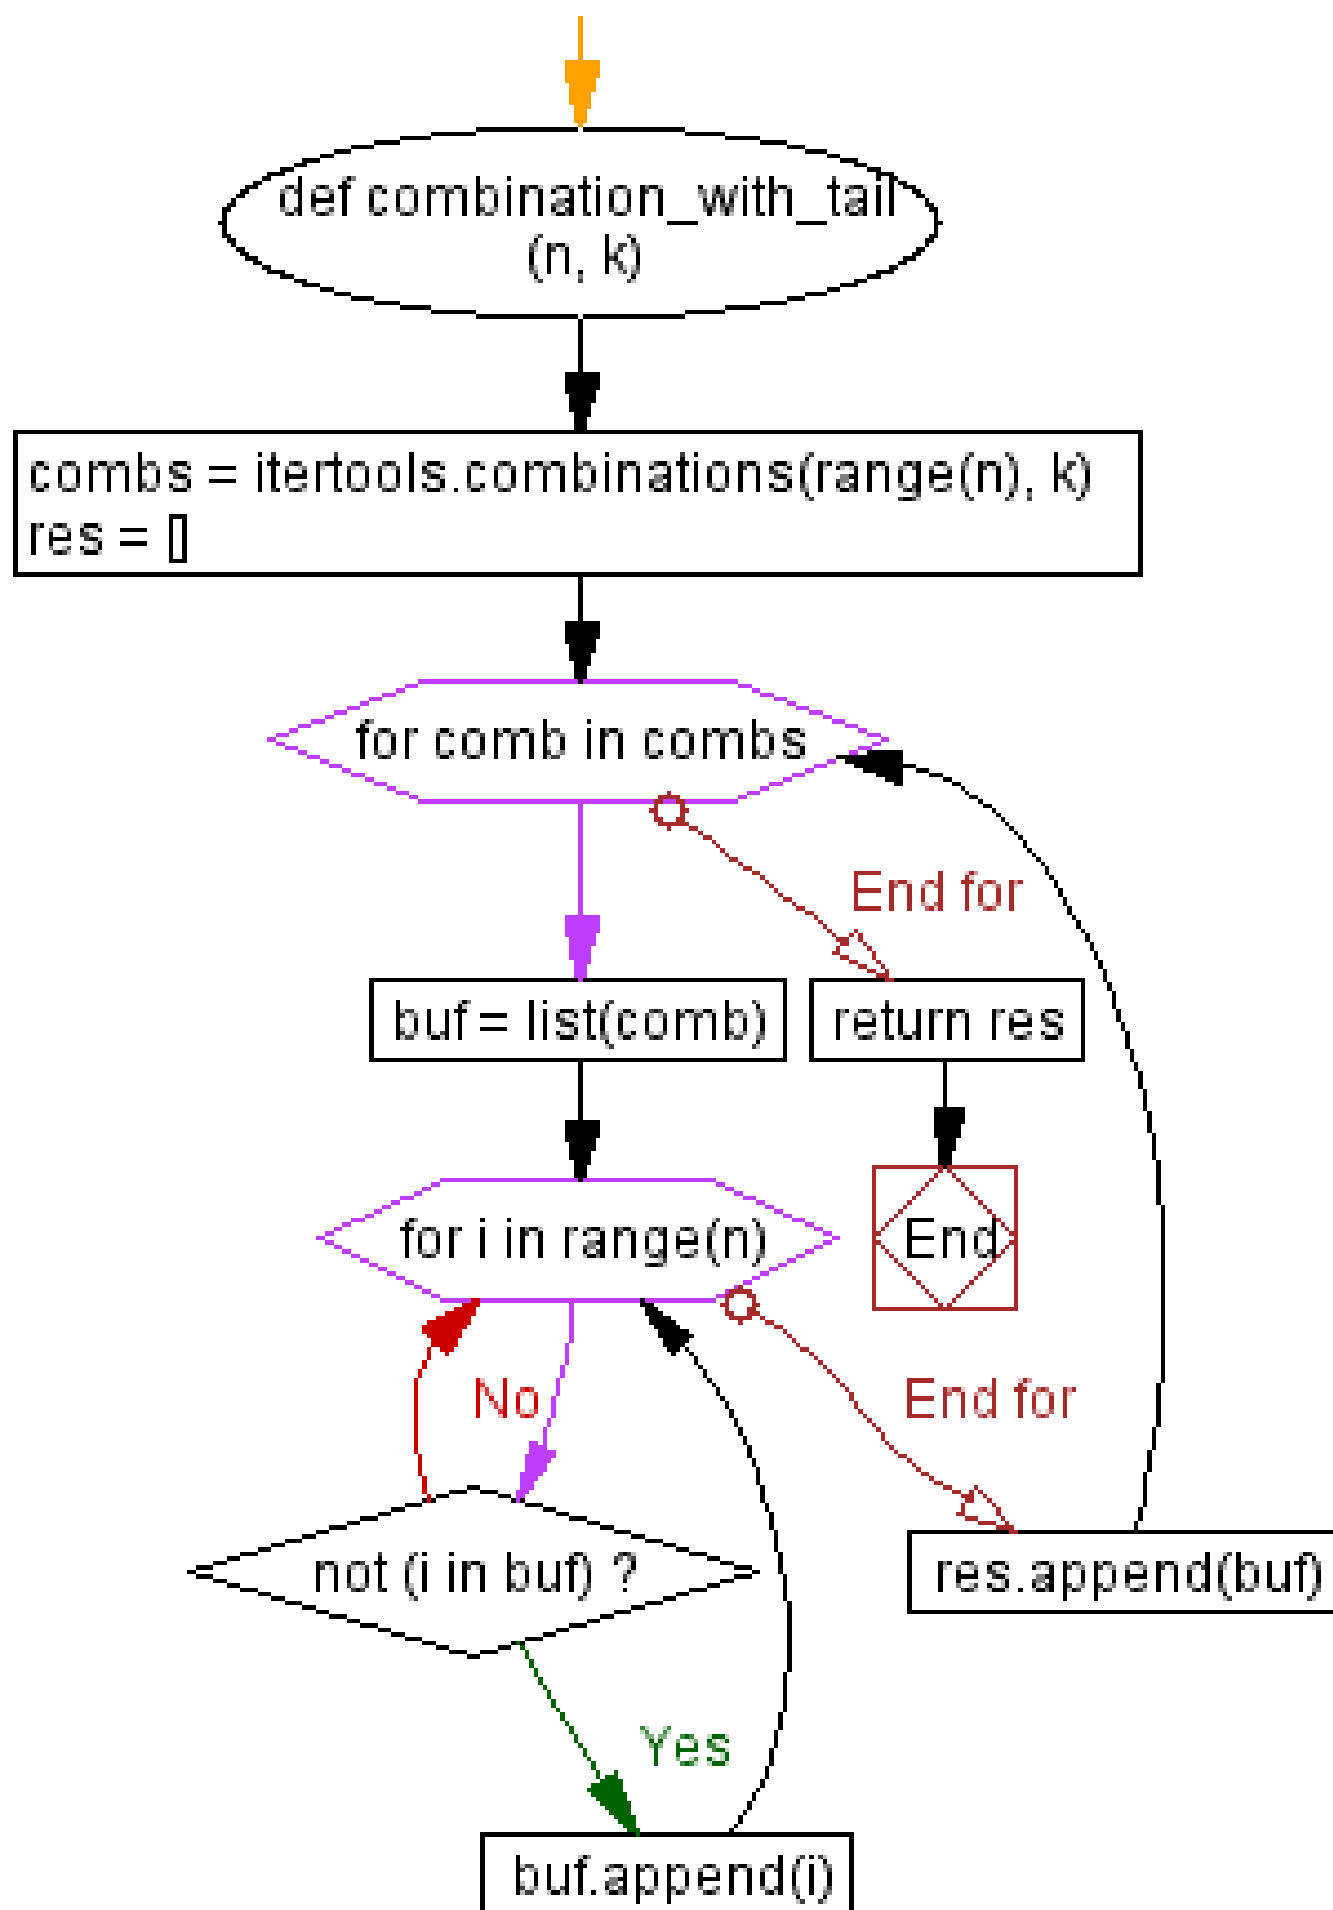 def combination_with_tail
(n, k)
combs = itertools.combinations(range(n), k)
res = []
for comb in combs
End for
buf = list(comb)
return res
for i in range(n)
End
No
End for
not (i in buf) ?
res.append(buf)
Yes
buf.append(i)